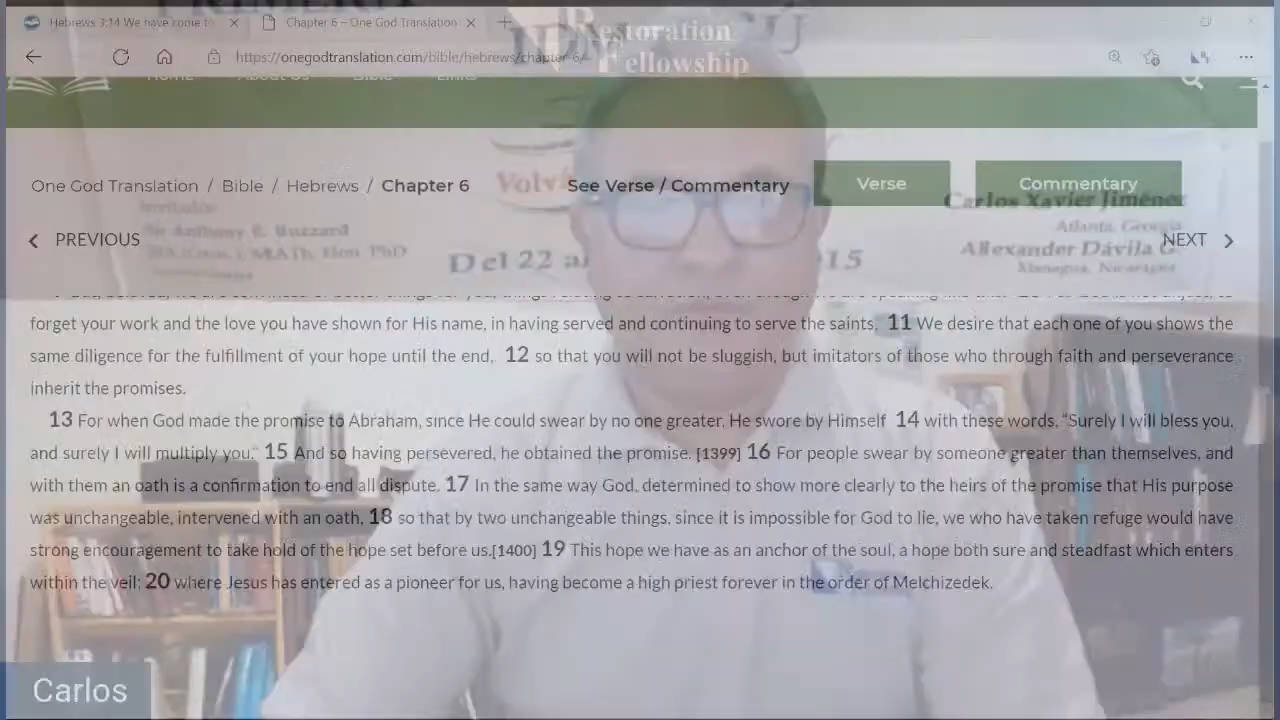 Hebrews 3:14 We have come to
Chapter 6 – One God Translation
Restoration
Fellowship
https://onegodtranslation.com/bible/hebrews/chapter-6/
Home About Us Bible Links
One God Translation / Bible / Hebrews / Chapter 6
See Verse / Commentary
Verse
Commentary
Carlos Xavier Jiménez
Atlanta, Georgia
PREVIOUS
NEXT
Sir Anthony F. Buzzard
Del 22 al
15
Alexander Dávila G.
Managua, Nicaragua
forget your work and the love you have shown for His name, in having served and continuing to serve the saints. 11 We desire that each one of you shows the
same diligence for the fulfillment of your hope until the end, 12 so that you will not be sluggish, but imitators of those who through faith and perseverance
inherit the promises.
13 For when God made the promise to Abraham, since He could swear by no one greater, He swore by Himself 14 with these words, "Surely I will bless you,
and surely I will multiply you." 15 And so having persevered, he obtained the promise. [1399] 16 For people swear by someone greater than themselves, and
with them an oath is a confirmation to end all dispute. 17 In the same way God, determined to show more clearly to the heirs of the promise that His purpose
was unchangeable, intervened with an oath, 18 so that by two unchangeable things, since it is impossible for God to lie, we who have taken refuge would have
strong encouragement to take hold of the hope set before us.[1400] 19 This hope we have as an anchor of the soul, a hope both sure and steadfast which enters
within the veil; 20 where Jesus has entered as a pioneer for us, having become a high priest forever in the order of Melchizedek.
Carlos